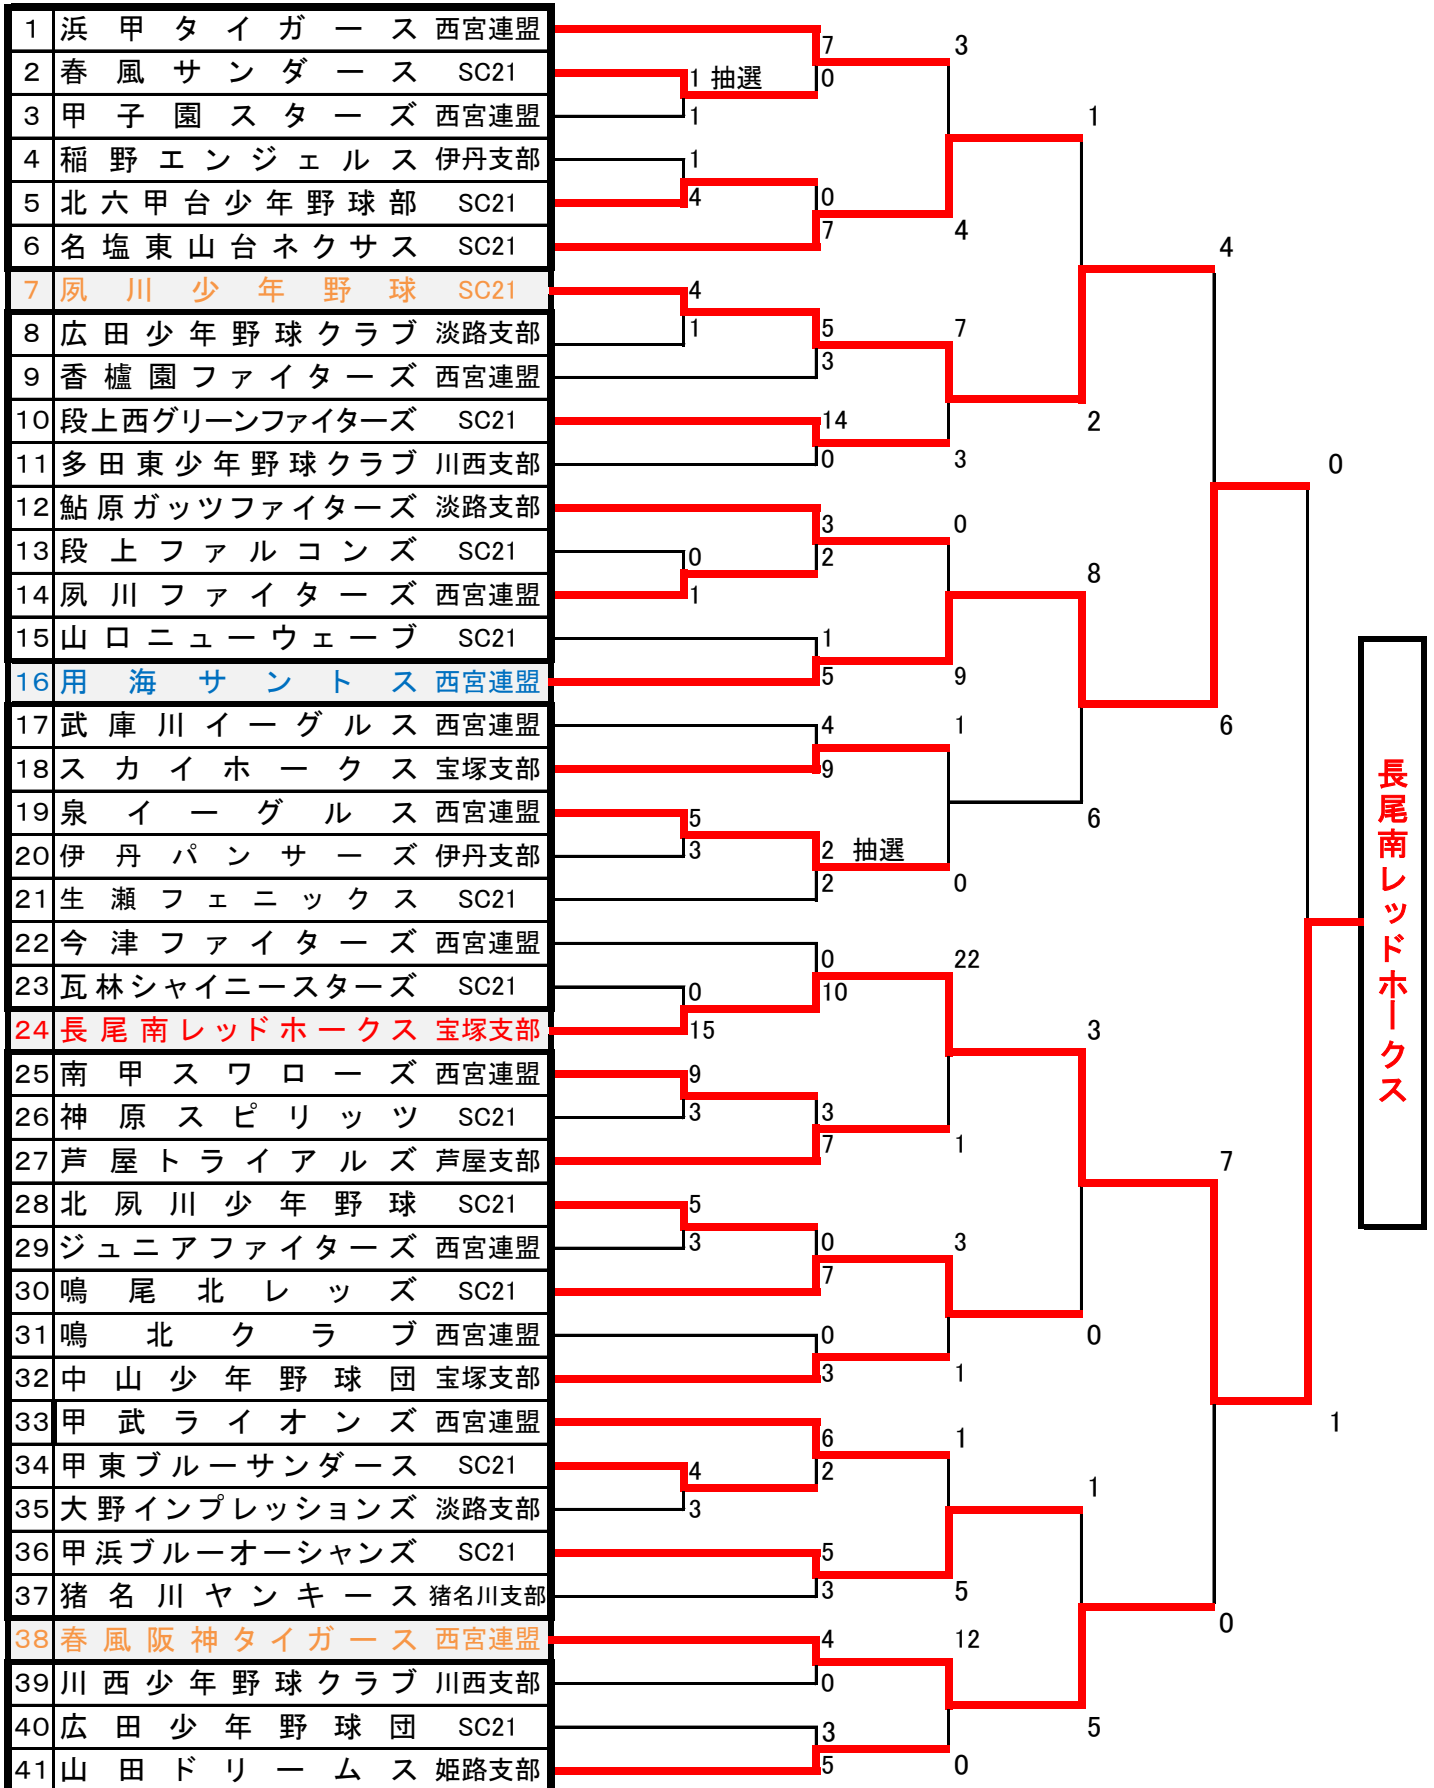 1 浜甲タイガース 西宮連盟
2 春風サンダース SC21
3 甲子園スターズ 西宮連盟
4 稲野エンジェルス 伊丹支部
5 北六甲台少年野球部 SC21
6 名塩東山台ネクサス SC21
7 夙川少年野球 SC21
8 広田少年野球クラブ 淡路支部
9 香櫨園ファイターズ 西宮連盟
10 段上西グリーンファイターズ SC21
11 多田東少年野球クラブ 川西支部
12 鮎原ガッツファイターズ 淡路支部
13 段上ファルコンズ SC21
14 夙川ファイターズ 西宮連盟
15 山口ニューウェーブ SC21
16 用海サントス 西宮連盟
17 武庫川イーグルス 西宮連盟
18 スカイホークス 宝塚支部
19 泉イーグルス 西宮連盟
20 伊丹パンサーズ 伊丹支部
21 生瀬フェニックス SC21
22 今津ファイターズ 西宮連盟
23 瓦林シャイニースターズ SC21
24 長尾南レッドホークス 宝塚支部
25 南甲スワローズ 西宮連盟
26 神原スピリッツ SC21
27 芦屋トライアルズ 芦屋支部
28 北夙川少年野球 SC21
29 ジュニアファイターズ 西宮連盟
30 鳴尾北レッズ SC21
31 鳴北クラブ 西宮連盟
32 中山少年野球団 宝塚支部
33 甲武ライオンズ 西宮連盟
34 甲東ブルーサンダース SC21
35 大野インプレッションズ 淡路支部
36 甲浜ブルーオーシャンズ SC21
37 猪名川ヤンキース 猪名川支部
38 春風阪神タイガース 西宮連盟
39 川西少年野球クラブ 川西支部
40 広田少年野球団 SC21
41 山田ドリームス 姫路支部
1 抽選
1
1
4
4
1
0
1
5
3
0
15
9
3
5
3
4
3
7
0
0
7
5
3
14
0
3
2
1
5
4
9
2 抽選
2
0
10
3
7
0
7
0
3
6
2
5
3
4
0
3
5
3
4
7
3
0
9
1
0
22
1
3
1
1
5
12
0
1
2
8
6
3
0
1
5
4
6
7
0
0
1
長尾南レッドホークス